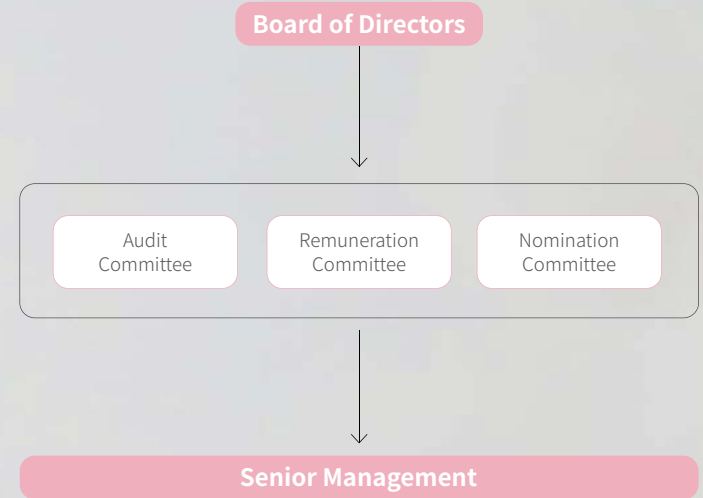 Board of Directors
Audit
Committee
Remuneration
Committee
Nomination
Committee
Senior Management